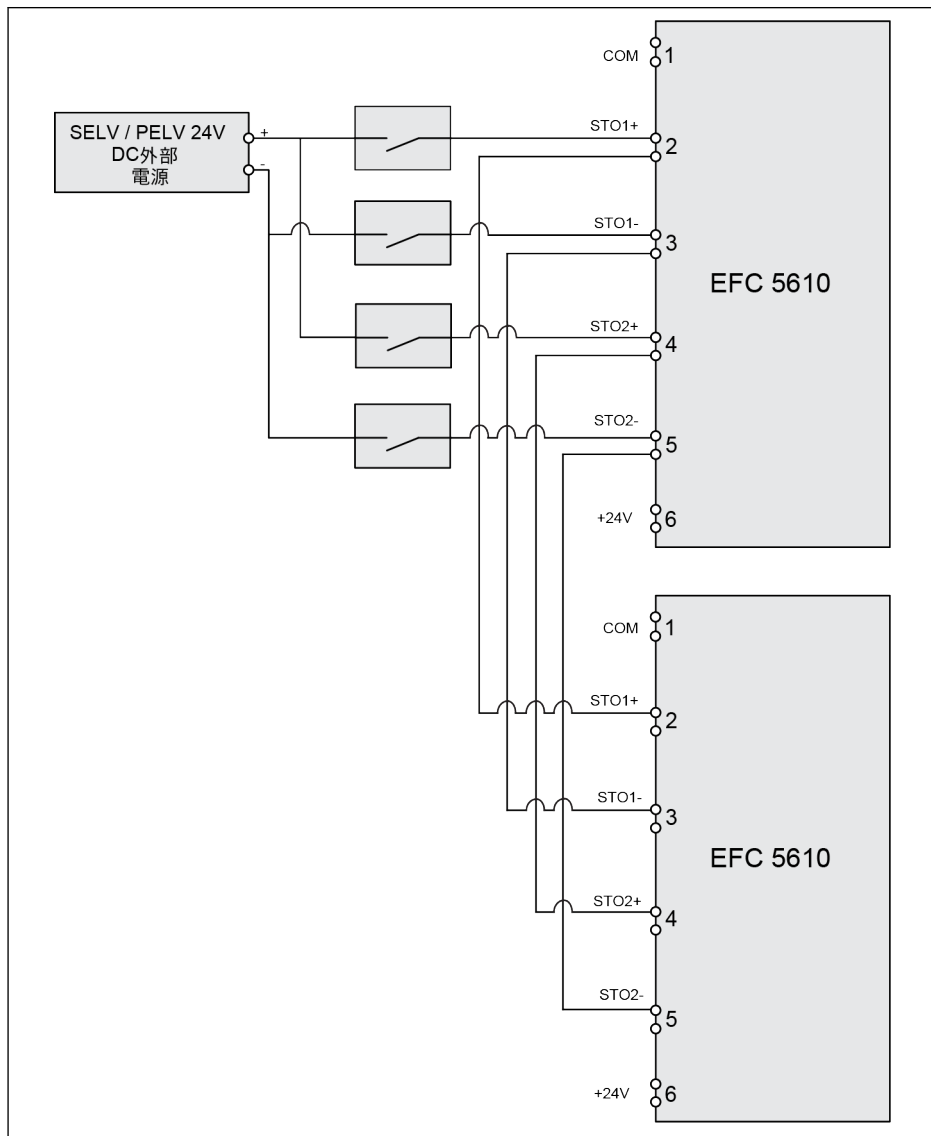 COM 1
SELV / PELV 24V
DC外部
電源
+
-
STO1+
2
STO1-
3
EFC 5610
STO2+
4
STO2-
5
+24V 6
COM 1
STO1+
2
STO1-
3
EFC 5610
STO2+
4
STO2-
5
+24V 6